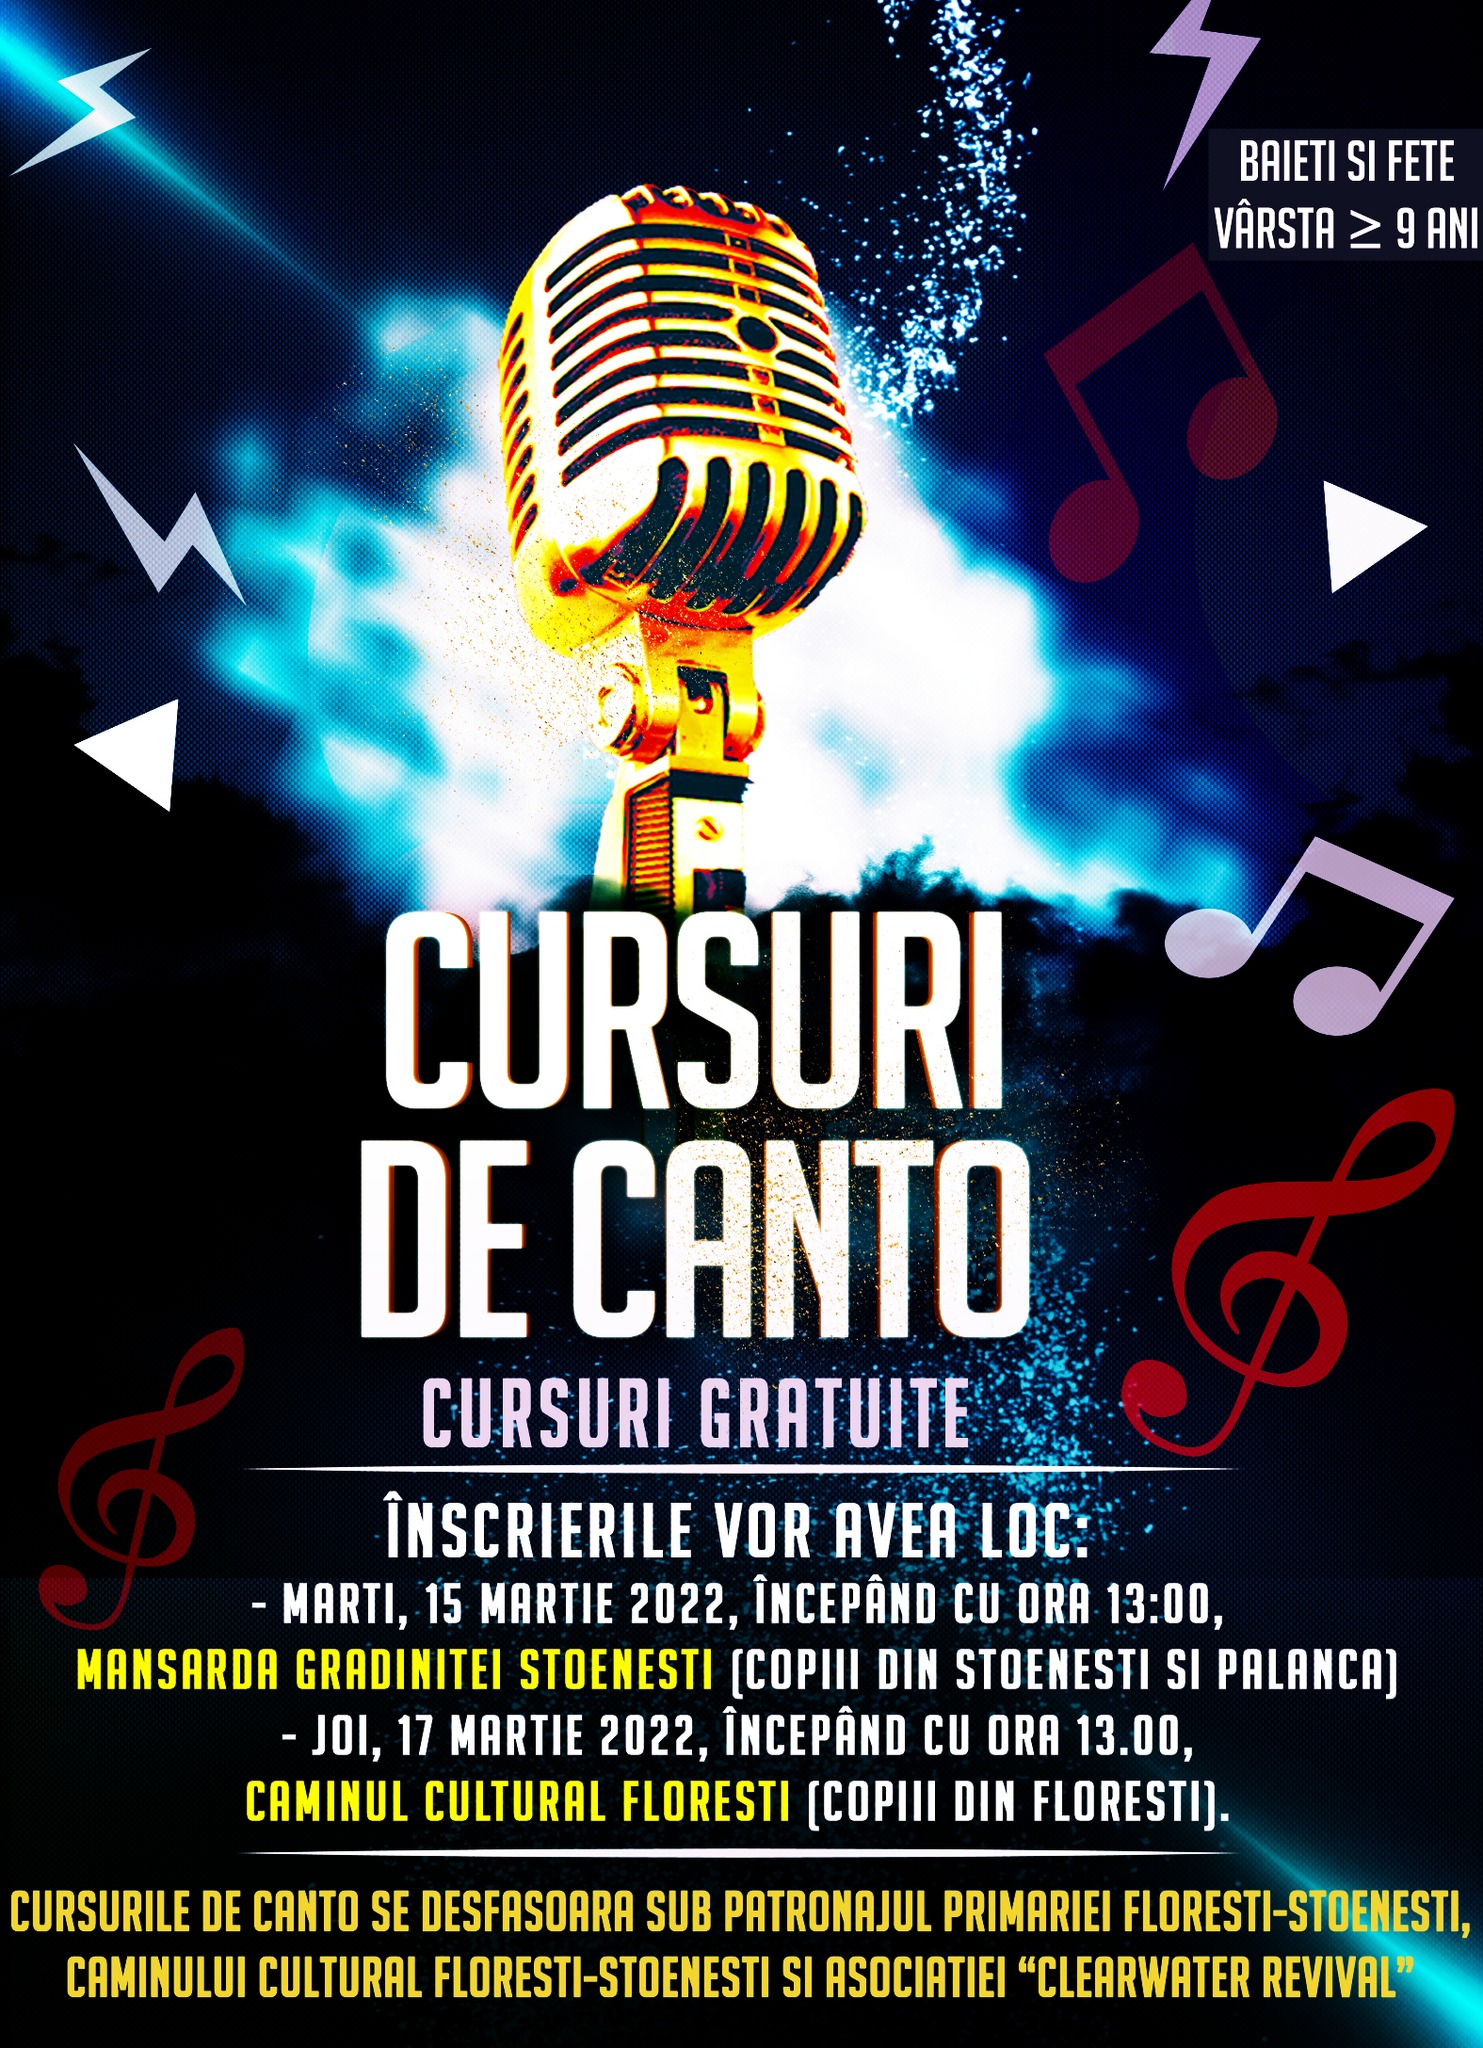 BAIETI SI FETE
VÂRSTA ≥ 9 ANI
CURSURI
DE CANTO
CURSURI GRATUITE
ÎNSCRIERILE VOR AVEA LOC:
- MARTI, 15 MARTIE 2022, ÎNCEPÂND CU ORA 13:00,
MANSARDA GRADINITEI STOENESTI (COPIII DIN STOENESTI SI PALANCA)
- JOI, 17 MARTIE 2022, ÎNCEPÂND CU ORA 13.00,
CAMINUL CULTURAL FLORESTI (COPIII DIN FLORESTI).
CURSURILE DE CANTO SE DESFASOARA SUB PATRONAJUL PRIMARIEI FLORESTI-STOENESTI,
CAMINULUI CULTURAL FLORESTI-STOENESTI SI ASOCIATIEI “CLEARWATER REVIVAL”